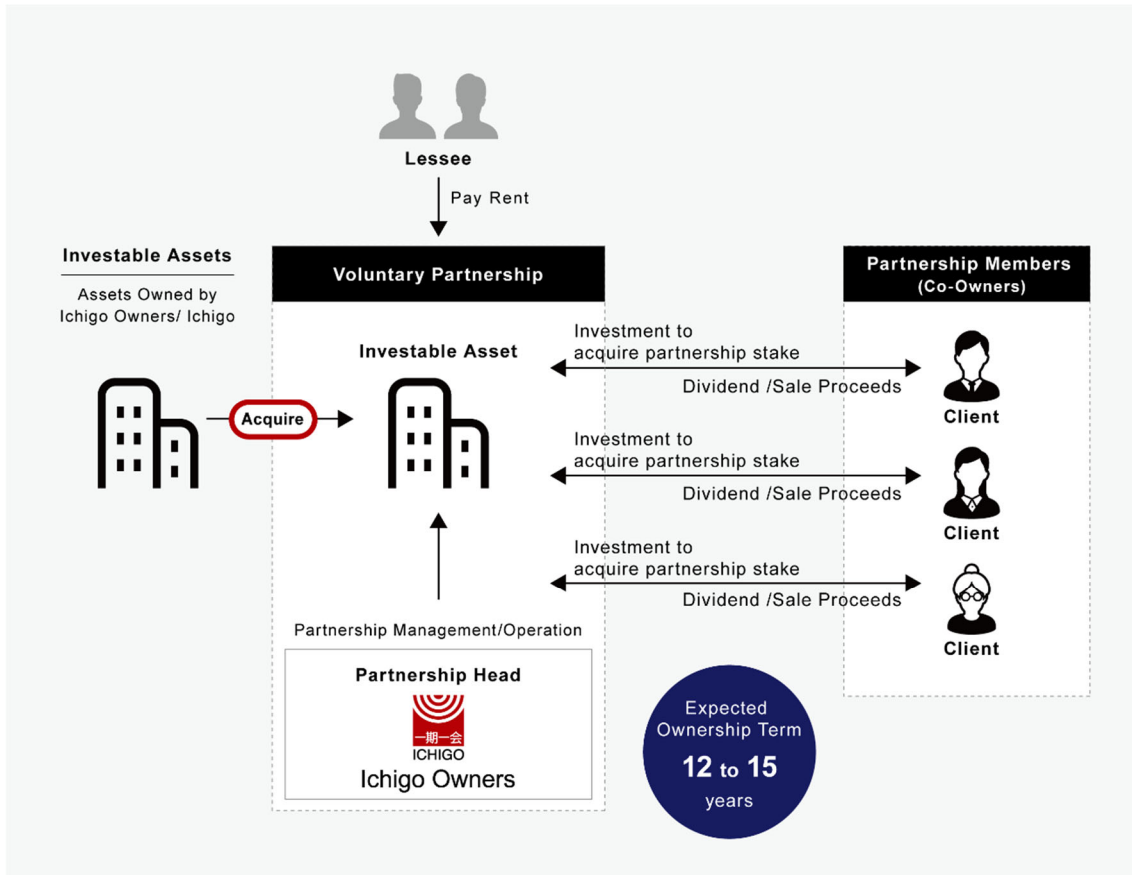 Lessee
Pay Rent
Investable Assets
Assets Owned by
Ichigo Owners/ Ichigo
Acquire
Voluntary Partnership
Investable Asset
Partnership Management/Operation
Partnership Head
一期一会
ICHIGO
Ichigo Owners
Investment to
acquire partnership stake
Dividend /Sale Proceeds
Investment to
acquire partnership stake
Dividend /Sale Proceeds
Investment to
acquire partnership stake
Dividend /Sale Proceeds
Partnership Members
(Co-Owners)
Client
Client
Client
Expected
Ownership Term
12 to 15
years